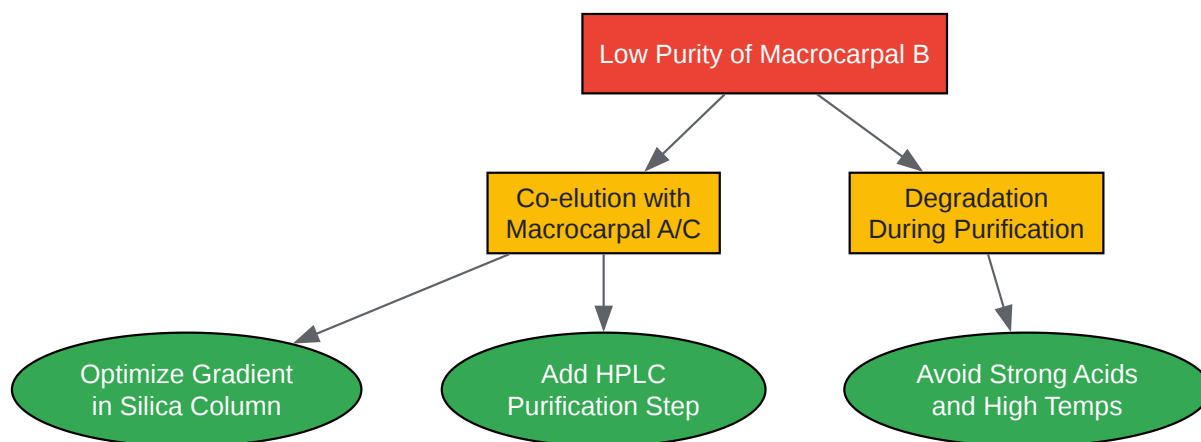 Low Purity of Macrocarpal B
Co-elution with
Macrocarpal A/C
Degradation
During Purification
Optimize Gradient
in Silica Column
Add HPLC
Purification Step
Avoid Strong Acids
and High Temps